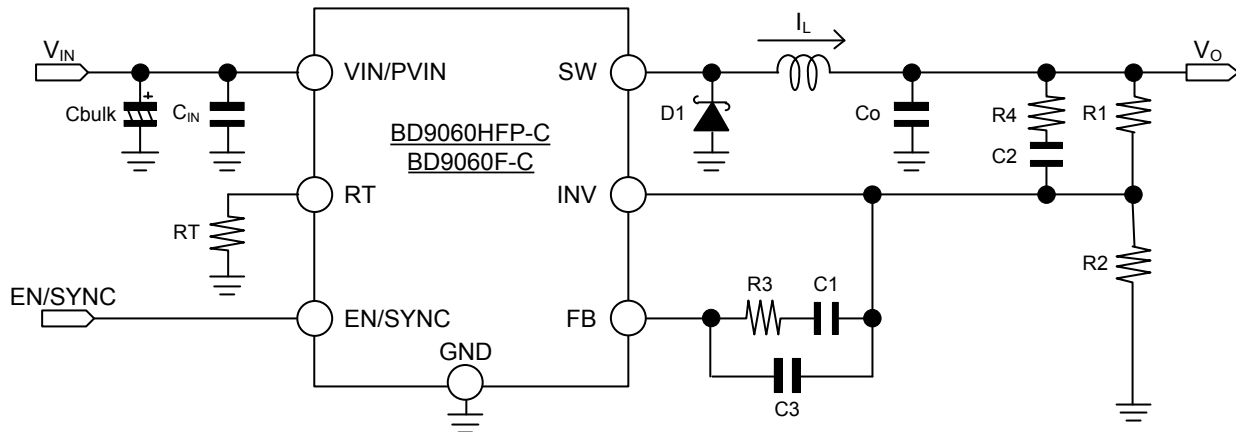 I_L
V_IN
V_O
VIN/PVIN
SW
Cbulk
C_IN
BD9060HFP-C
BD9060F-C
D1
Co
R4
R1
C2
RT
INV
RT
R2
EN/SYNC
R3
C1
EN/SYNC
FB
GND
C3